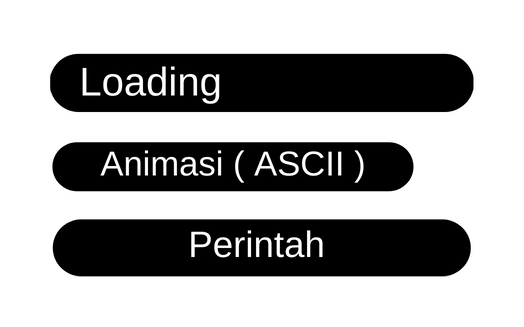 Loading
Animasi ( ASCII )
Perintah